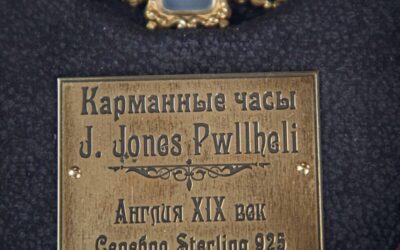 Карманные часы
J. Jones Pwllheli
Англия XIX век
Серебро Sterling 925